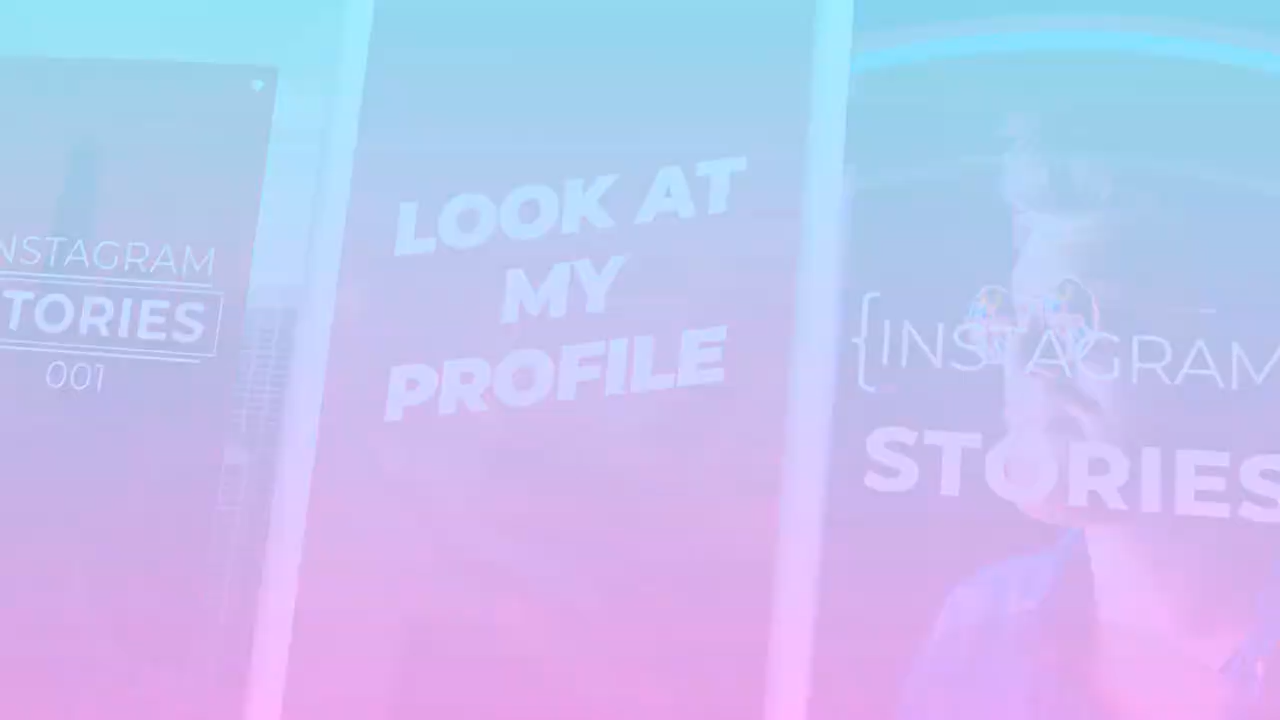 NSTAGRAM
TORIES
001
LOOK AT
MY
PROFILE
{INSTAGRAM
STORIES